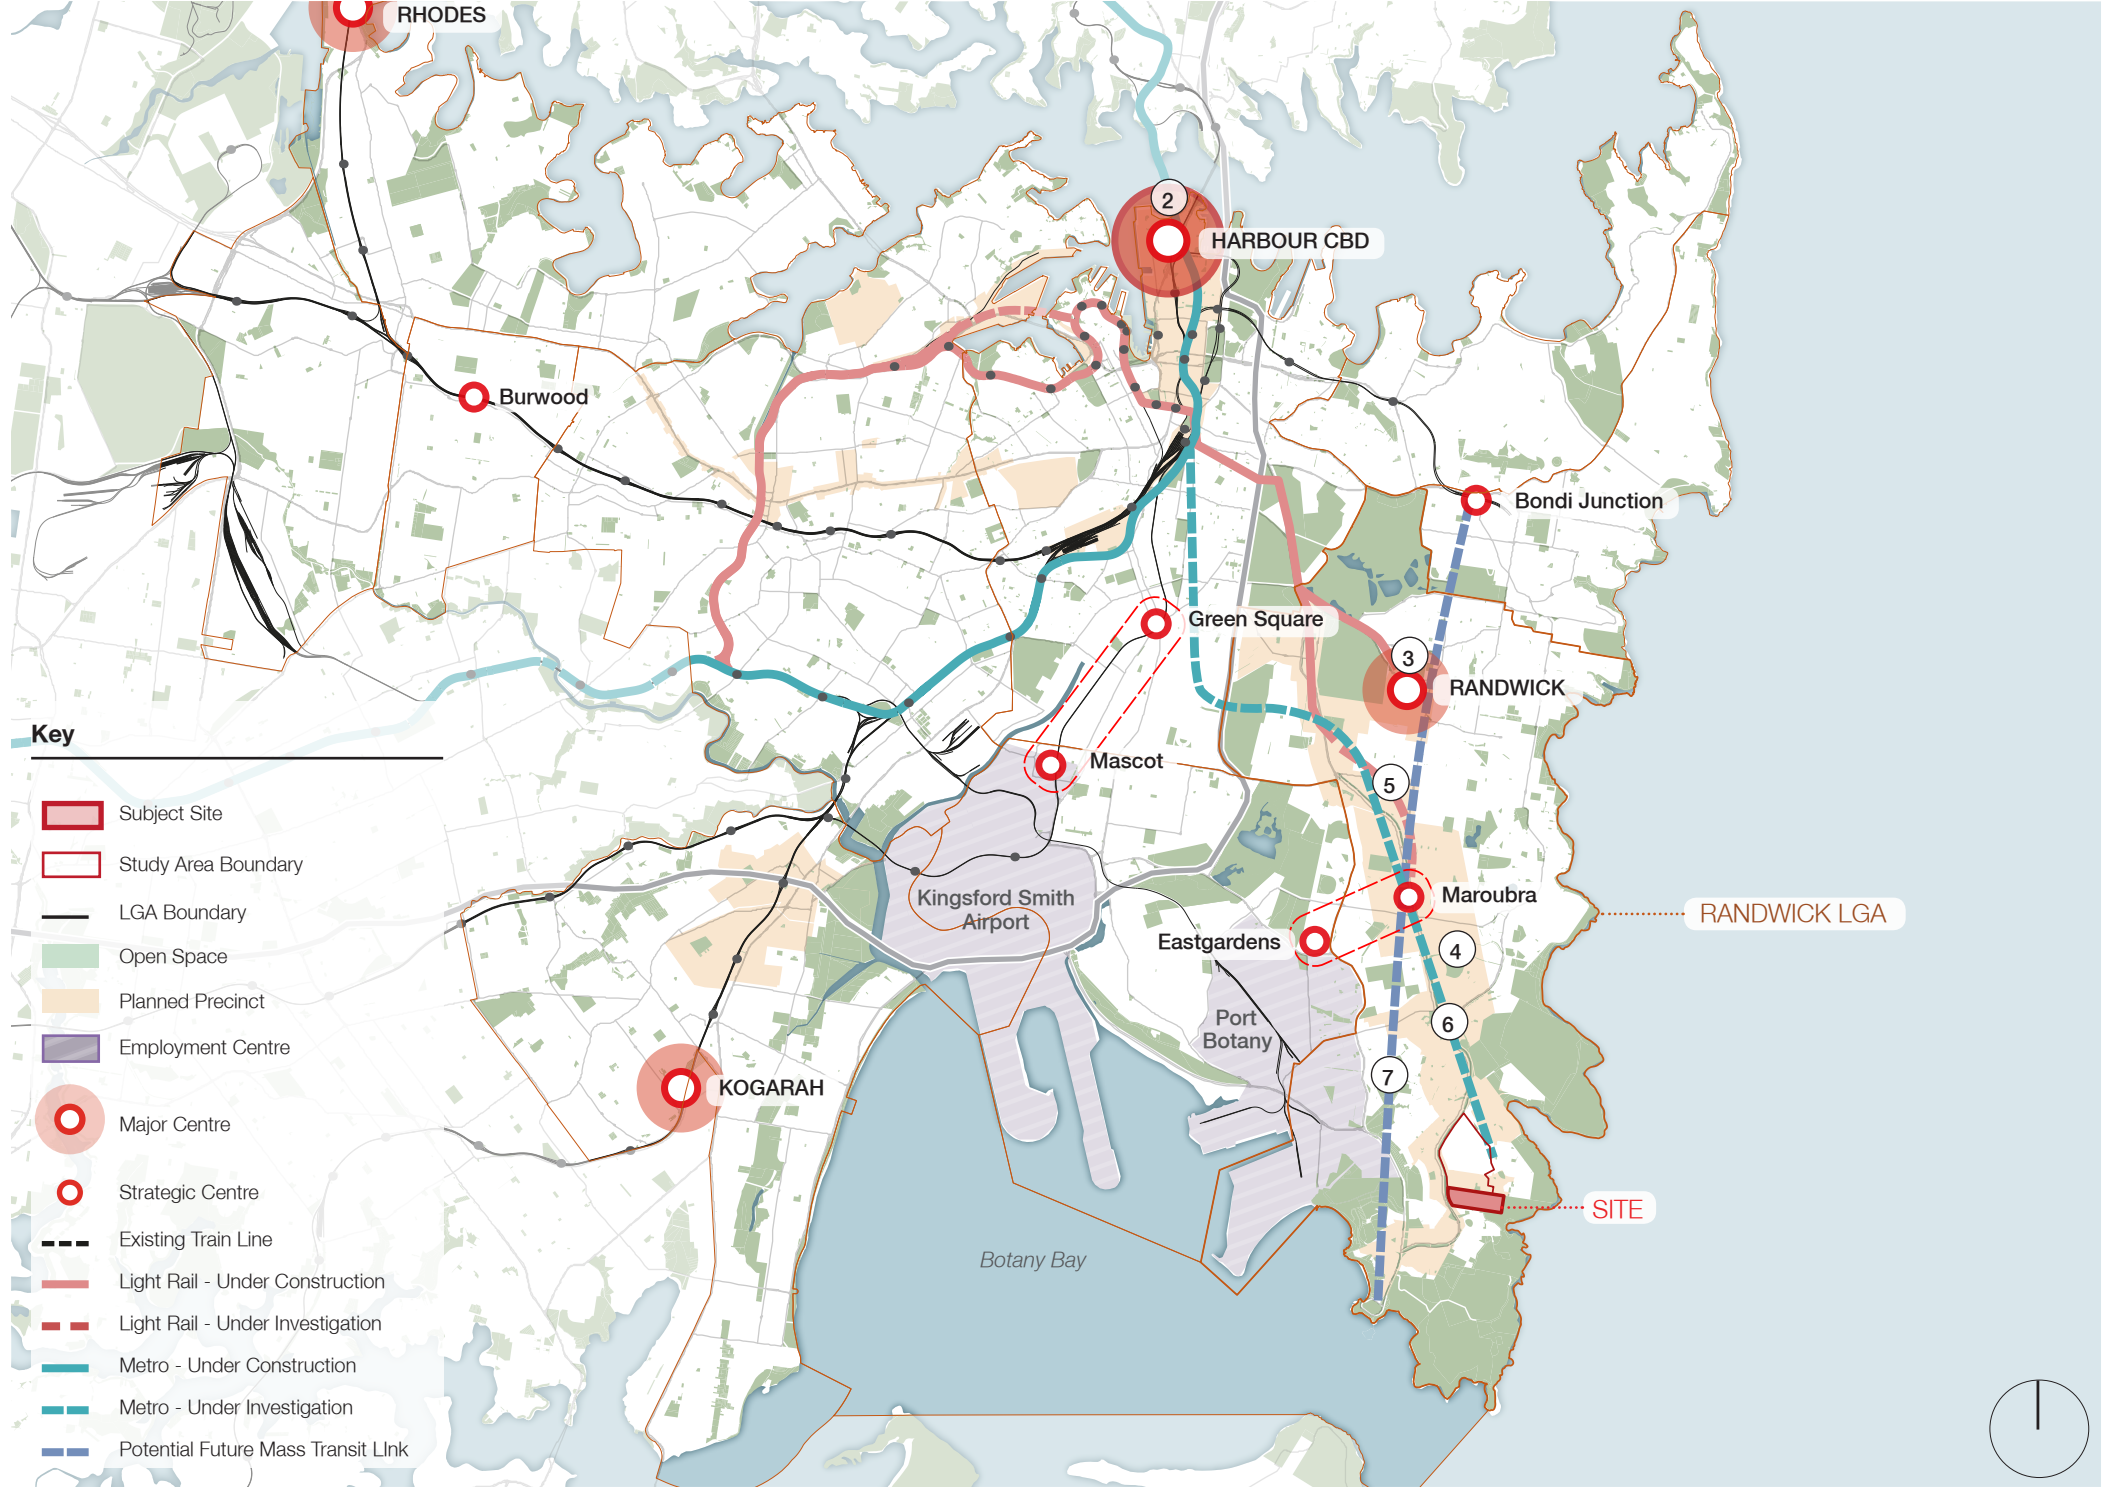 RHODES
2
HARBOUR CBD
Burwood
Bondi Junction
Green Square
3
RANDWICK
Mascot
5
Kingsford Smith
Airport
Maroubra
Eastgardens
4
RANDWICK LGA
Port
Botany
6
7
KOGARAH
SITE
Botany Bay
Key
Subject Site
Study Area Boundary
LGA Boundary
Open Space
Planned Precinct
Employment Centre
Major Centre
Strategic Centre
Existing Train Line
Light Rail - Under Construction
Light Rail - Under Investigation
Metro - Under Construction
Metro - Under Investigation
Potential Future Mass Transit LInk